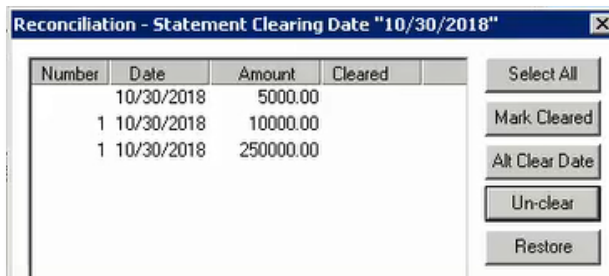 Reconciliation - Statement Clearing Date "10/30/2018"
Number Date Amount Cleared
10/30/2018 5000.00
1 10/30/2018 10000.00
1 10/30/2018 250000.00
Select All
Mark Cleared
Alt Clear Date
Un-clear
Restore